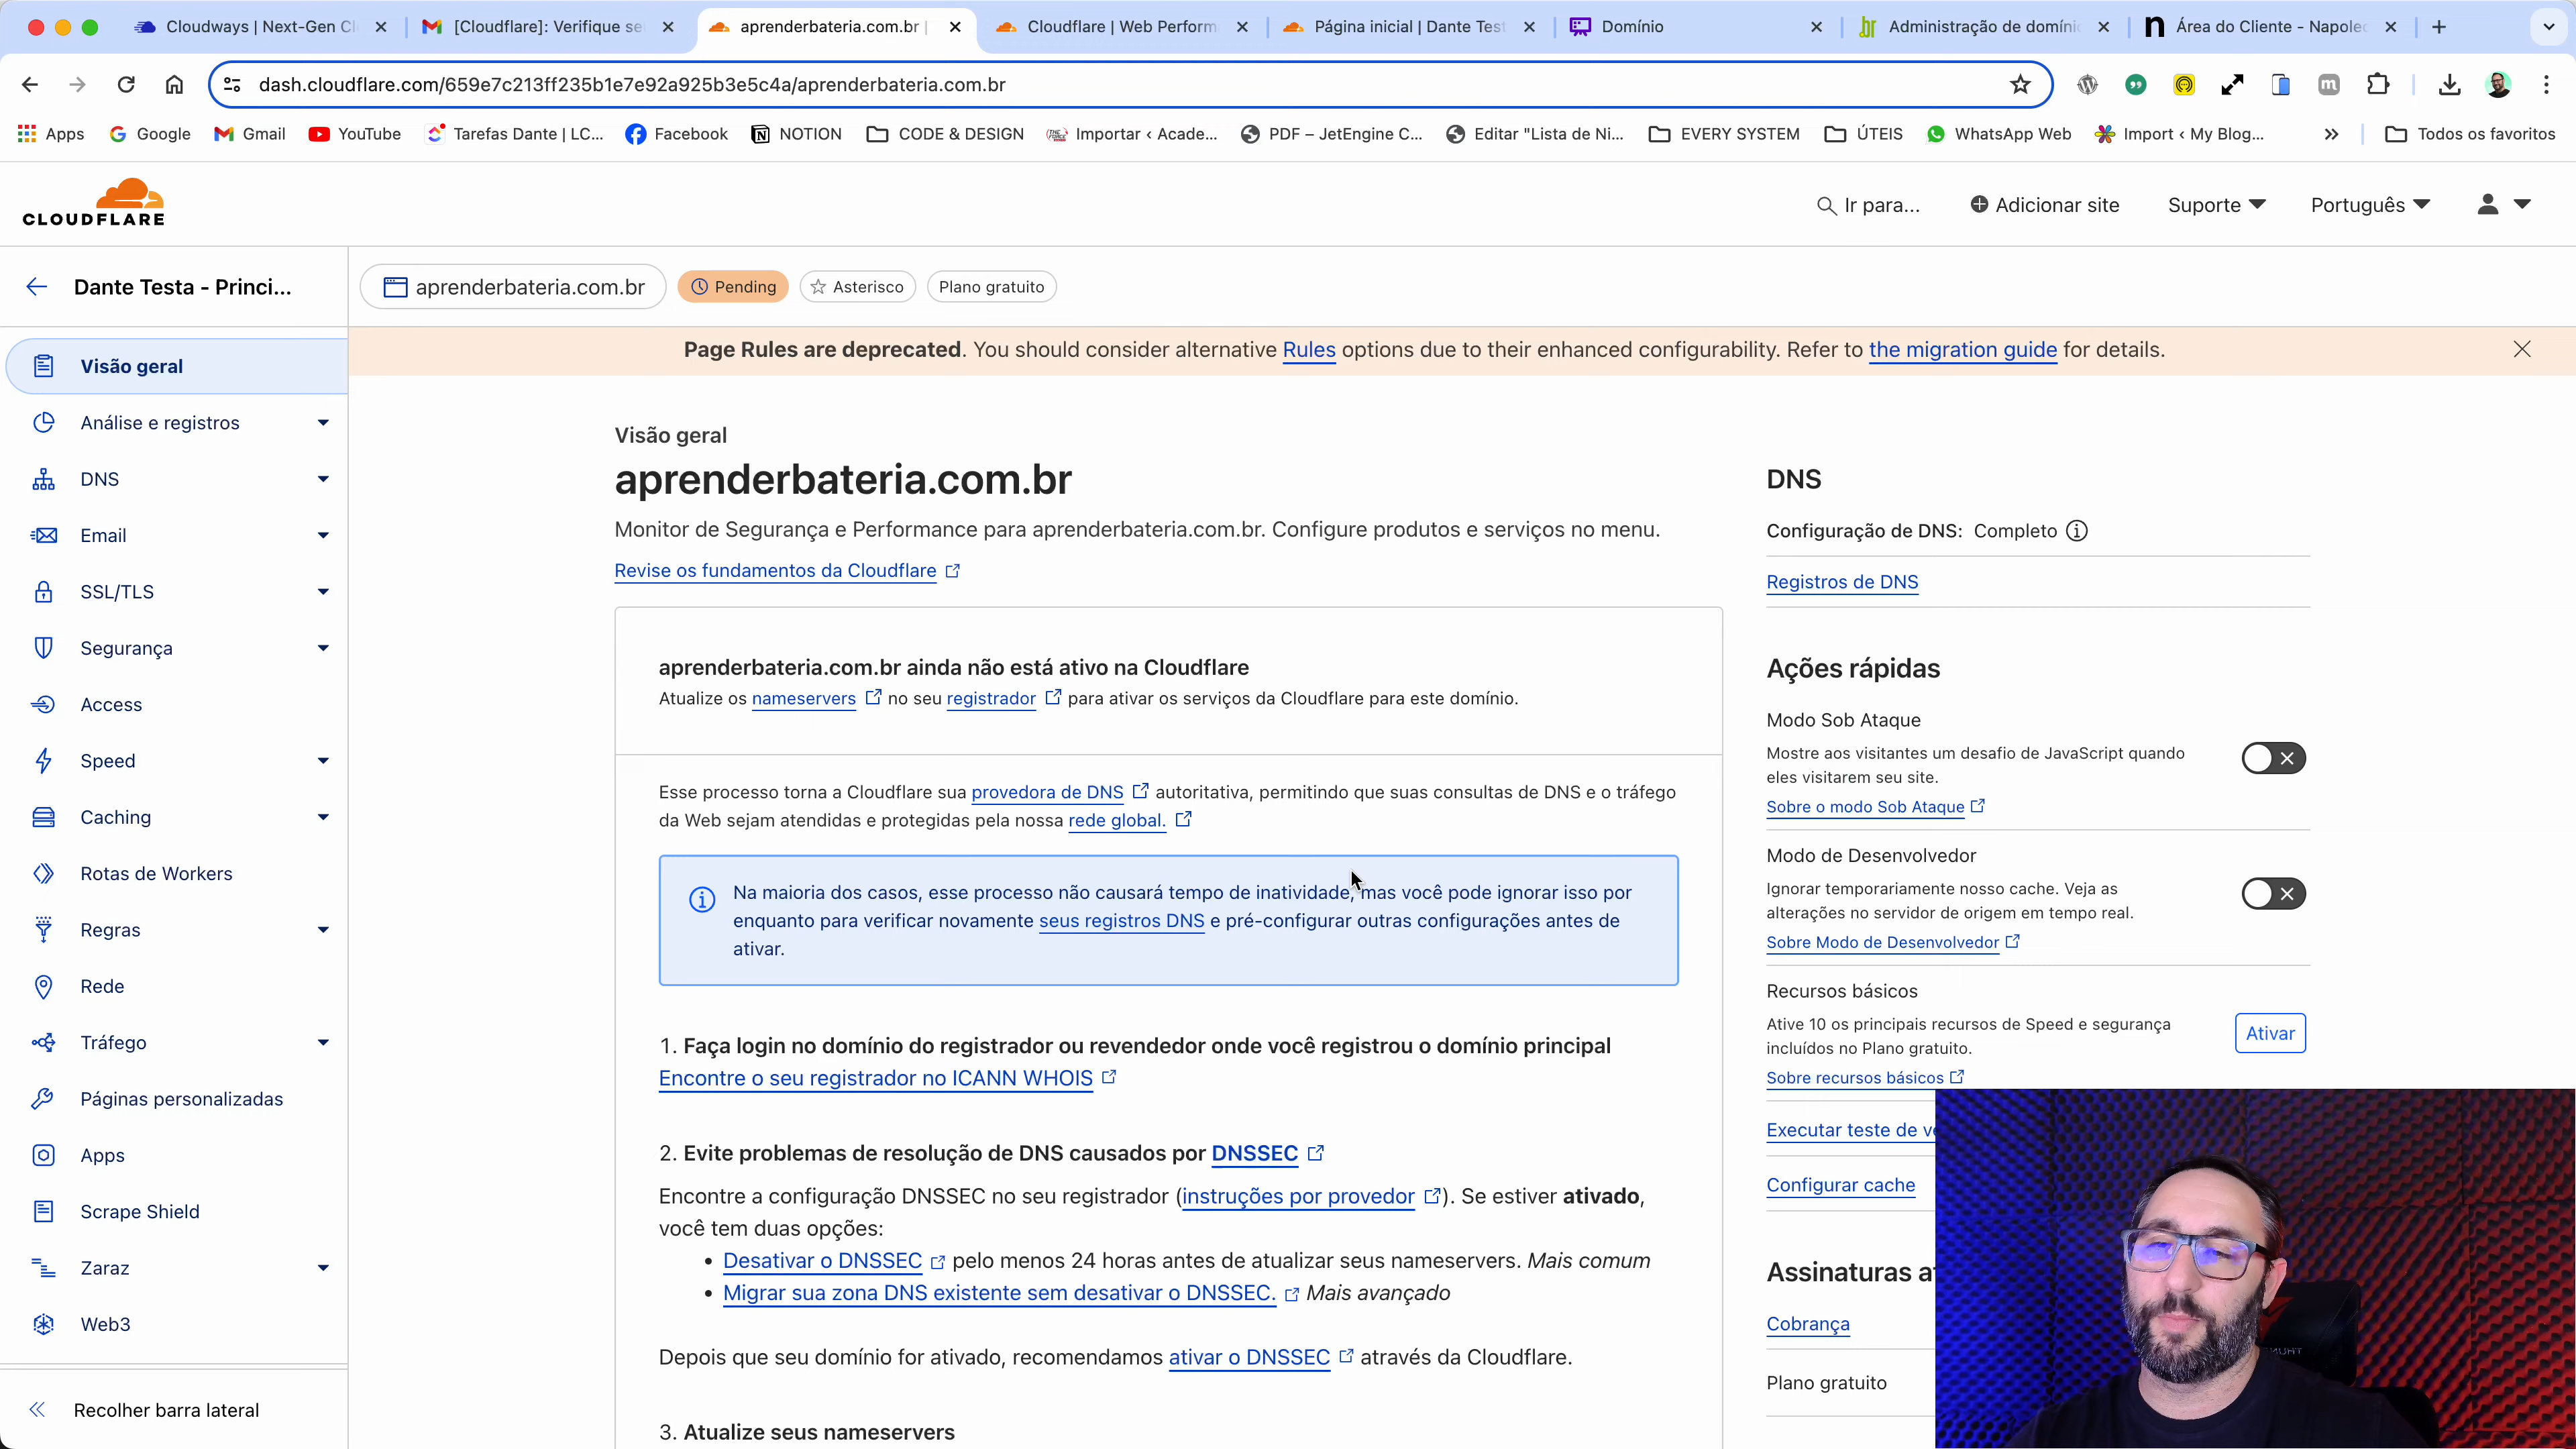 Cloudways | Next-Gen Cl
[Cloudflare]: Verifique se
aprenderbateria.com.br |
Cloudflare | Web Perform
Página inicial | Dante Test
Domínio
Administração de domíni
Área do Cliente - Napole
dash.cloudflare.com/659e7c213ff235b1e7e92a925b3e5c4a/aprenderbateria.com.br
Apps
Google
Gmail
YouTube
Tarefas Dante | LC...
Facebook
NOTION
CODE & DESIGN
Importar ‹ Acade...
PDF – JetEngine C...
Editar "Lista de Ni...
EVERY SYSTEM
ÚTEIS
WhatsApp Web
Import ‹ My Blog...
Todos os favoritos
CLOUDFLARE
Ir para...
Adicionar site
Suporte
Português
Dante Testa - Princi...
aprenderbateria.com.br
Pending
Asterisco
Plano gratuito
Page Rules are deprecated. You should consider alternative Rules options due to their enhanced configurability. Refer to the migration guide for details.
Visão geral
Análise e registros
DNS
Email
SSL/TLS
Segurança
Access
Speed
Caching
Rotas de Workers
Regras
Rede
Tráfego
Páginas personalizadas
Apps
Scrape Shield
Zaraz
Web3
Recolher barra lateral
Visão geral
aprenderbateria.com.br
Monitor de Segurança e Performance para aprenderbateria.com.br. Configure produtos e serviços no menu.
Revise os fundamentos da Cloudflare
aprenderbateria.com.br ainda não está ativo na Cloudflare
Atualize os nameservers no seu registrador para ativar os serviços da Cloudflare para este domínio.
Esse processo torna a Cloudflare sua provedora de DNS autoritativa, permitindo que suas consultas de DNS e o tráfego
da Web sejam atendidas e protegidas pela nossa rede global.
Na maioria dos casos, esse processo não causará tempo de inatividade, mas você pode ignorar isso por
enquanto para verificar novamente seus registros DNS e pré-configurar outras configurações antes de
ativar.
1. Faça login no domínio do registrador ou revendedor onde você registrou o domínio principal
Encontre o seu registrador no ICANN WHOIS
2. Evite problemas de resolução de DNS causados por DNSSEC
Encontre a configuração DNSSEC no seu registrador (instruções por provedor). Se estiver ativado,
você tem duas opções:
• Desativar o DNSSEC pelo menos 24 horas antes de atualizar seus nameservers. Mais comum
• Migrar sua zona DNS existente sem desativar o DNSSEC. Mais avançado
Depois que seu domínio for ativado, recomendamos ativar o DNSSEC através da Cloudflare.
3. Atualize seus nameservers
DNS
Configuração de DNS: Completo
Registros de DNS
Ações rápidas
Modo Sob Ataque
Mostre aos visitantes um desafio de JavaScript quando
eles visitarem seu site.
Sobre o modo Sob Ataque
Modo de Desenvolvedor
Ignorar temporariamente nosso cache. Veja as
alterações no servidor de origem em tempo real.
Sobre Modo de Desenvolvedor
Recursos básicos
Ative 10 os principais recursos de Speed e segurança
incluídos no Plano gratuito.
Ativar
Sobre recursos básicos
Executar teste de v
Configurar cache
Assinaturas a
Cobrança
Plano gratuito